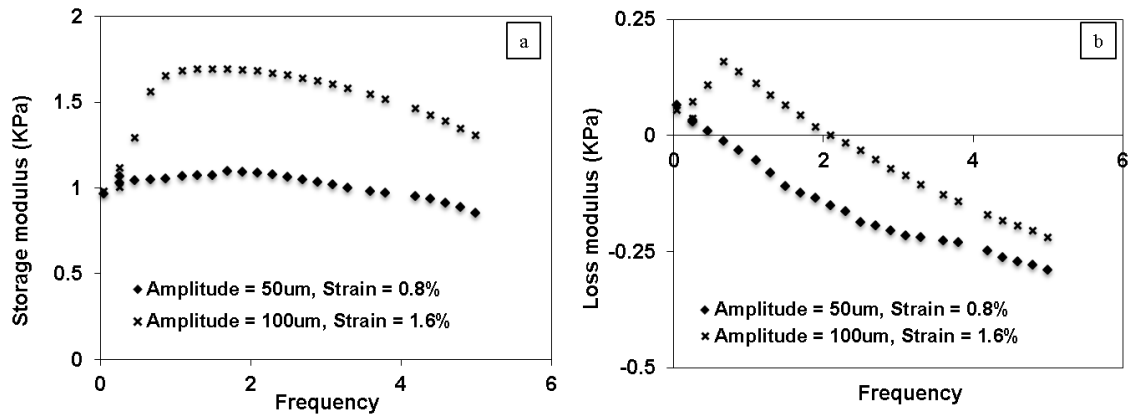 a
2
1.5
1
0.5
0
Storage modulus (KPa)
Amplitude = 50um, Strain = 0.8%
Amplitude = 100um, Strain = 1.6%
0 2 4 6
Frequency
b
0.25
0
-0.25
-0.5
Loss modulus (KPa)
0 2 4 6
Amplitude = 50um, Strain = 0.8%
Amplitude = 100um, Strain = 1.6%
Frequency